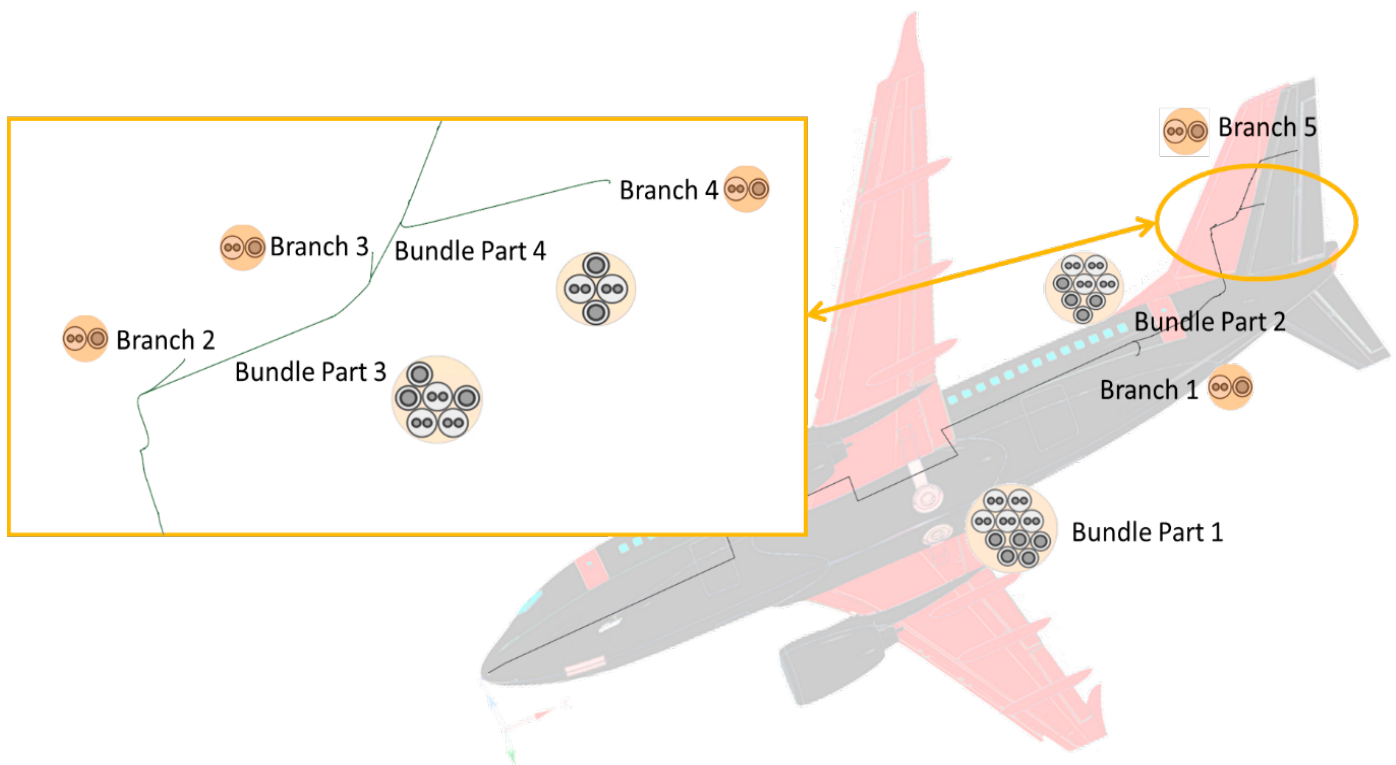 Branch 5
Branch 4
Branch 3
Bundle Part 4
Branch 2
Bundle Part 2
Bundle Part 3
Branch 1
Bundle Part 1